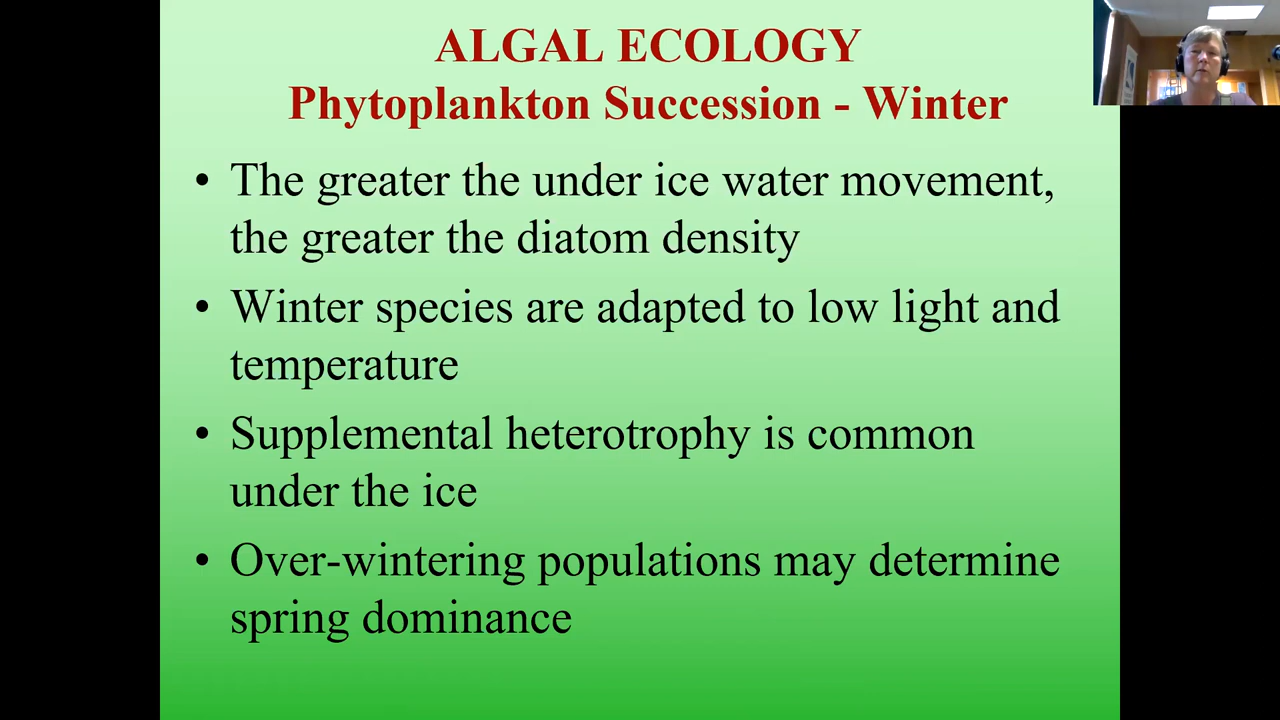 ALGAL ECOLOGY
Phytoplankton Succession - Winter
• The greater the under ice water movement,
the greater the diatom density
• Winter species are adapted to low light and
temperature
• Supplemental heterotrophy is common
under the ice
• Over-wintering populations may determine
spring dominance